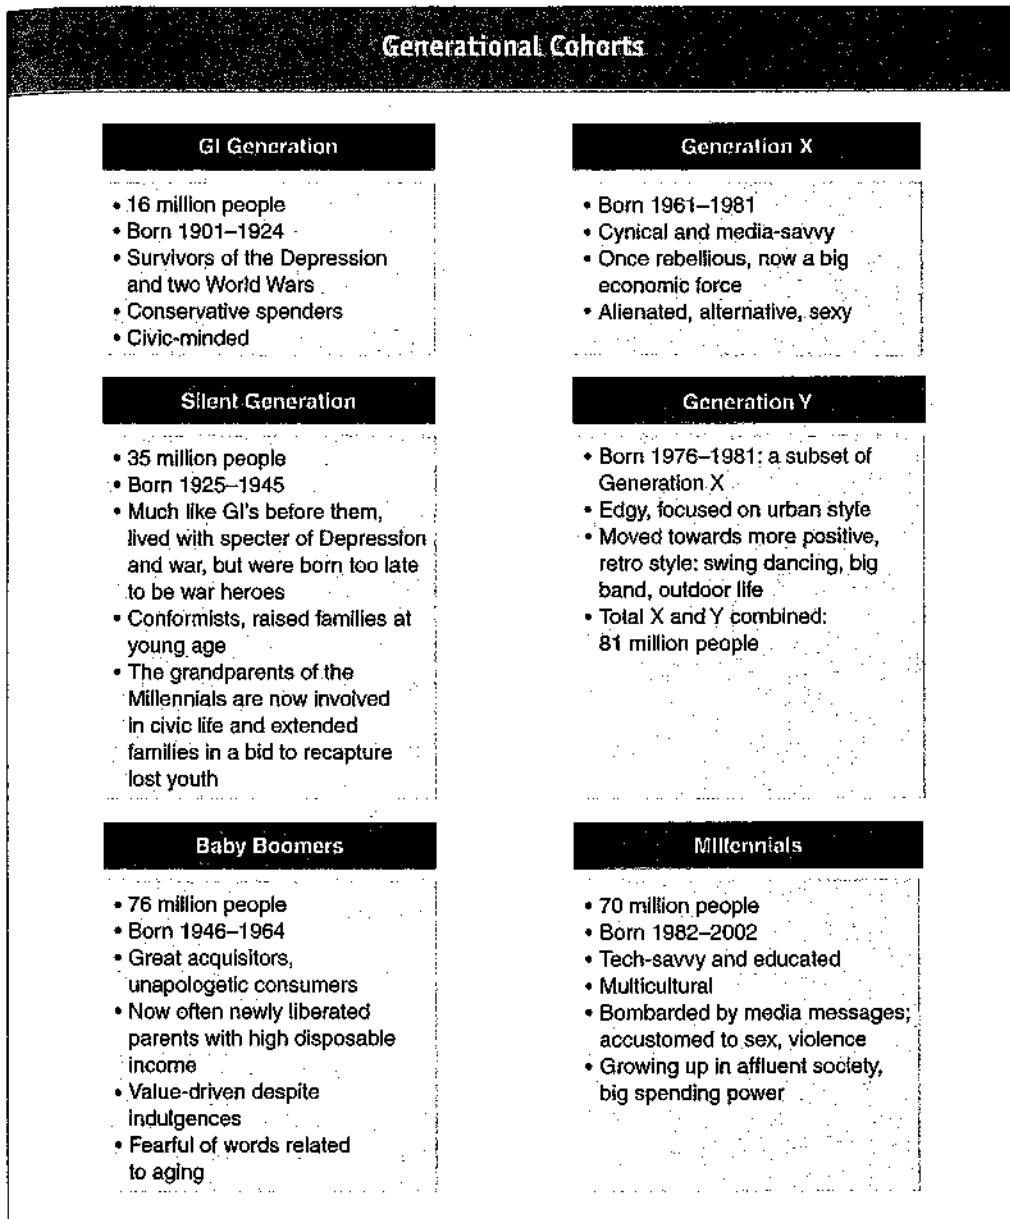 Generational Cohorts
GI Generation
• 16 million people
• Born 1901–1924
• Survivors of the Depression
and two World Wars
• Conservative spenders
• Civic-minded
Silent Generation
• 35 million people
• Born 1925–1945
• Much like GI's before them,
lived with specter of Depression
and war, but were born too late
to be war heroes
• Conformists, raised families at
young age
• The grandparents of the
Millennials are now involved
in civic life and extended
families in a bid to recapture
lost youth
Baby Boomers
• 76 million people
• Born 1946–1964
• Great acquisitors,
unapologetic consumers
• Now often newly liberated
parents with high disposable
income
• Value-driven despite
indulgences
• Fearful of words related
to aging
Generation X
• Born 1961–1981
• Cynical and media-savvy
• Once rebellious, now a big
economic force
• Alienated, alternative, sexy
Generation Y
• Born 1976–1981: a subset of
Generation X
• Edgy, focused on urban style
• Moved towards more positive,
retro style: swing dancing, big
band, outdoor life
• Total X and Y combined:
81 million people
Millennials
• 70 million people
• Born 1982–2002
• Tech-savvy and educated
• Multicultural
• Bombarded by media messages;
accustomed to sex, violence
• Growing up in affluent society,
big spending power